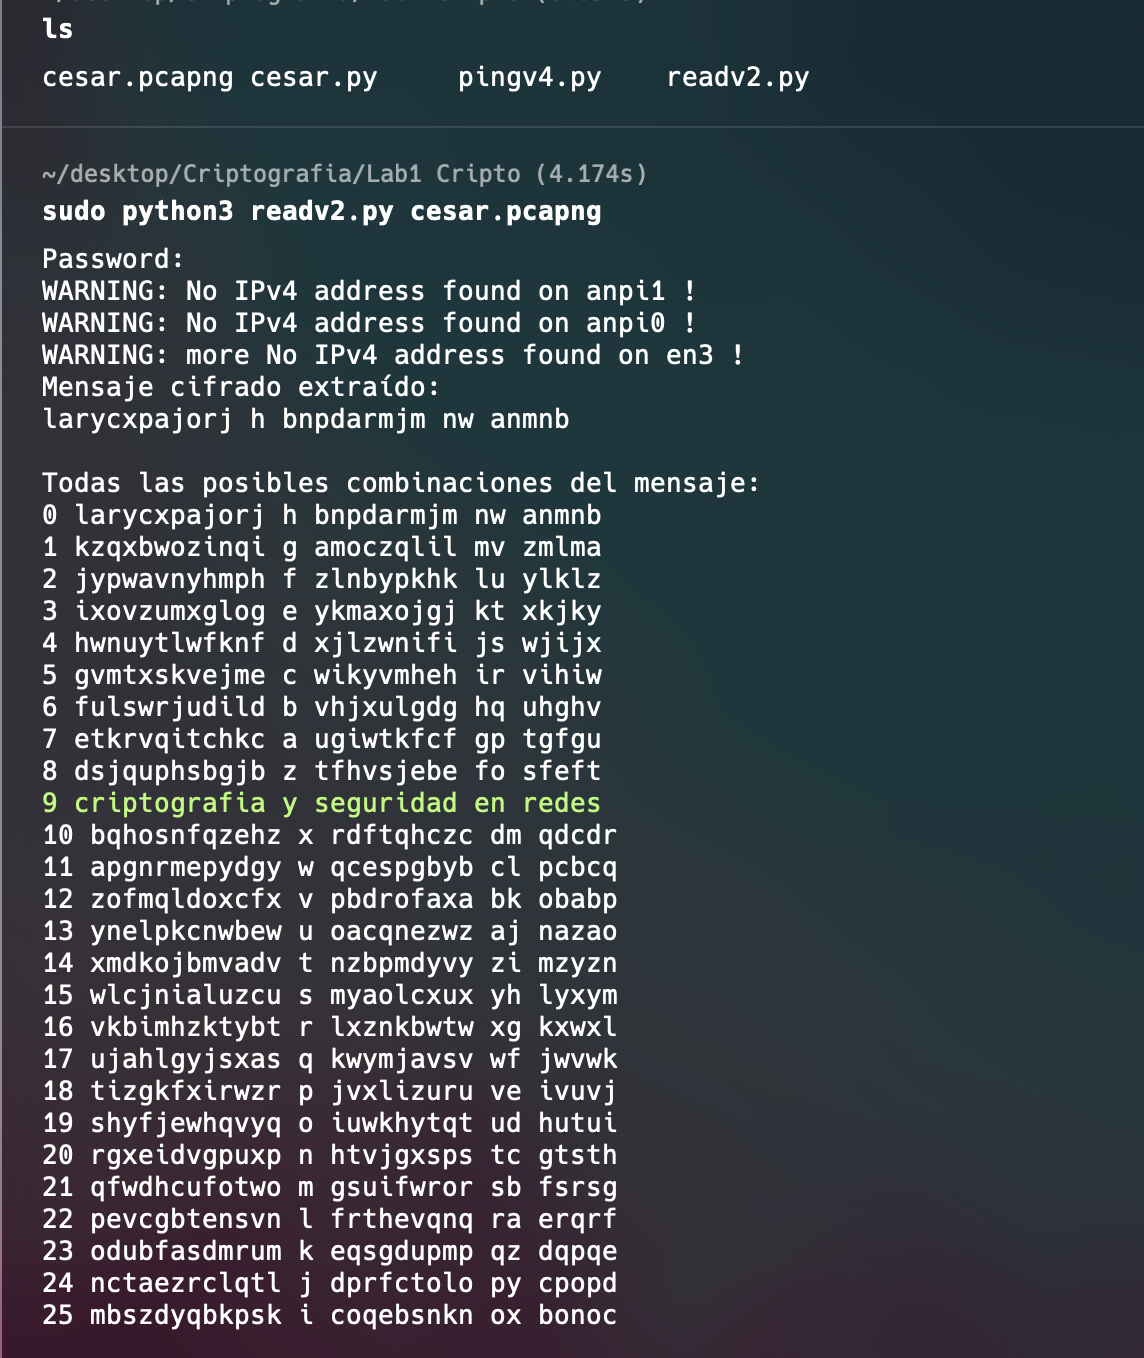 ls
cesar.pcapng cesar.py pingv4.py readv2.py
~/desktop/Criptografia/Lab1 Cripto (4.174s)
sudo python3 readv2.py cesar.pcapng
Password:
WARNING: No IPv4 address found on anpi1 !
WARNING: No IPv4 address found on anpi0 !
WARNING: more No IPv4 address found on en3 !
Mensaje cifrado extraído:
larycxpajorj h bnpdarmjm nw anmnb
Todas las posibles combinaciones del mensaje:
0 larycxpajorj h bnpdarmjm nw anmnb
1 kzqxbwozinqi g amoczqlil mv zmlma
2 jypwavnyhmph f zlnbypkhk lu ylklz
3 ixovzumxglog e ykmaxojgj kt xkjky
4 hwnuytlwfknf d xjlzwnifi js wjijx
5 gvmtxskvejme c wikyvmheh ir vihiw
6 fulswrjudild b vhjxulgdg hq uhghv
7 etkrvqitchkc a ugiwtkfcf gp tgfgu
8 dsjquphsbgjb z tfhvsjebe fo sfeft
9 criptografia y seguridad en redes
10 bqhosnfqzehz x rdftqhczc dm qdcdr
11 apgnrmepydgy w qcespgbyb cl pcbcq
12 zofmqldoxcfx v pbdrofaxa bk obabp
13 ynelpkcnwbew u oacqnezwz aj nazao
14 xmdkojbmvadv t nzbpmdyvy zi mzyzn
15 wlcjnialuzcu s myaolcxux yh lyxym
16 vkbimhzktybt r lxznkbwtw xg kxwxl
17 ujahlgyjsxas q kwymjavsv wf jwvwk
18 tizgkfxirwzr p jvxlizuru ve ivuvj
19 shyfjewhqvyq o iuwkhytqt ud hutui
20 rgxeidvgpuxp n htvjgxsps tc gtsth
21 qfwdhcufotwo m gsuifwror sb fsrsg
22 pevcgbtensvn l frthevqnq ra erqrf
23 odubfasdmrum k eqsgdupmp qz dqpqe
24 nctaezrclqtl j dprfctolo py cpopd
25 mbszdyqbkpsk i coqebsnkn ox bonoc